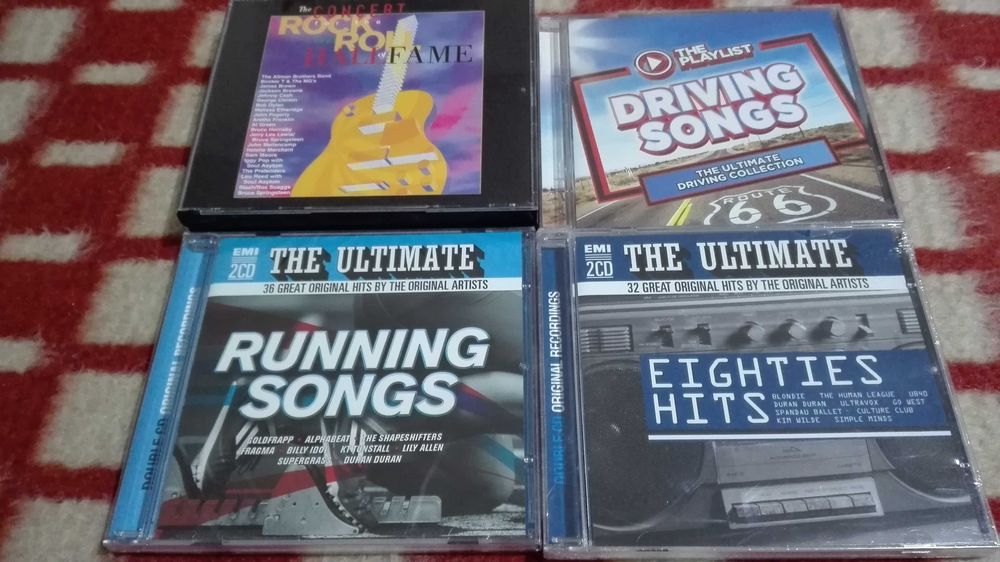 The CONCERT
for the
ROCK AND
ROLL
HALL of FAME
The Allman Brothers Band
Booker T & The MG's
James Brown
Jackson Browne
Johnny Cash
George Clinton
Bob Dylan
Melissa Etheridge
John Fogerty
Aretha Franklin
Al Green
Bruce Hornsby
Jerry Lee Lewis/
Bruce Springsteen
John Mellencamp
Natalie Merchant
Sam Moore
Iggy Pop with
Soul Asylum
The Pretenders
Lou Reed with
Soul Asylum
Slash/Boz Scaggs
Bruce Springsteen
THE
PLAYLIST
DRIVING
SONGS
THE ULTIMATE
DRIVING COLLECTION
ROUTE
66
EMI
2CD
THE ULTIMATE
36 GREAT ORIGINAL HITS BY THE ORIGINAL ARTISTS
DOUBLE CD ORIGINAL RECORDINGS
RUNNING
SONGS
GOLDFRAPP • ALPHABEAT • THE SHAPESHIFTERS
FRAGMA • BILLY IDOL • KT TUNSTALL • LILY ALLEN
SUPERGRASS • DURAN DURAN
EMI
2CD
THE ULTIMATE
32 GREAT ORIGINAL HITS BY THE ORIGINAL ARTISTS
DOUBLE CD ORIGINAL RECORDINGS
EIGHTIES
HITS
BLONDIE THE HUMAN LEAGUE UB40
DURAN DURAN ULTRAVOX GO WEST
SPANDAU BALLET CULTURE CLUB
KIM WILDE SIMPLE MINDS